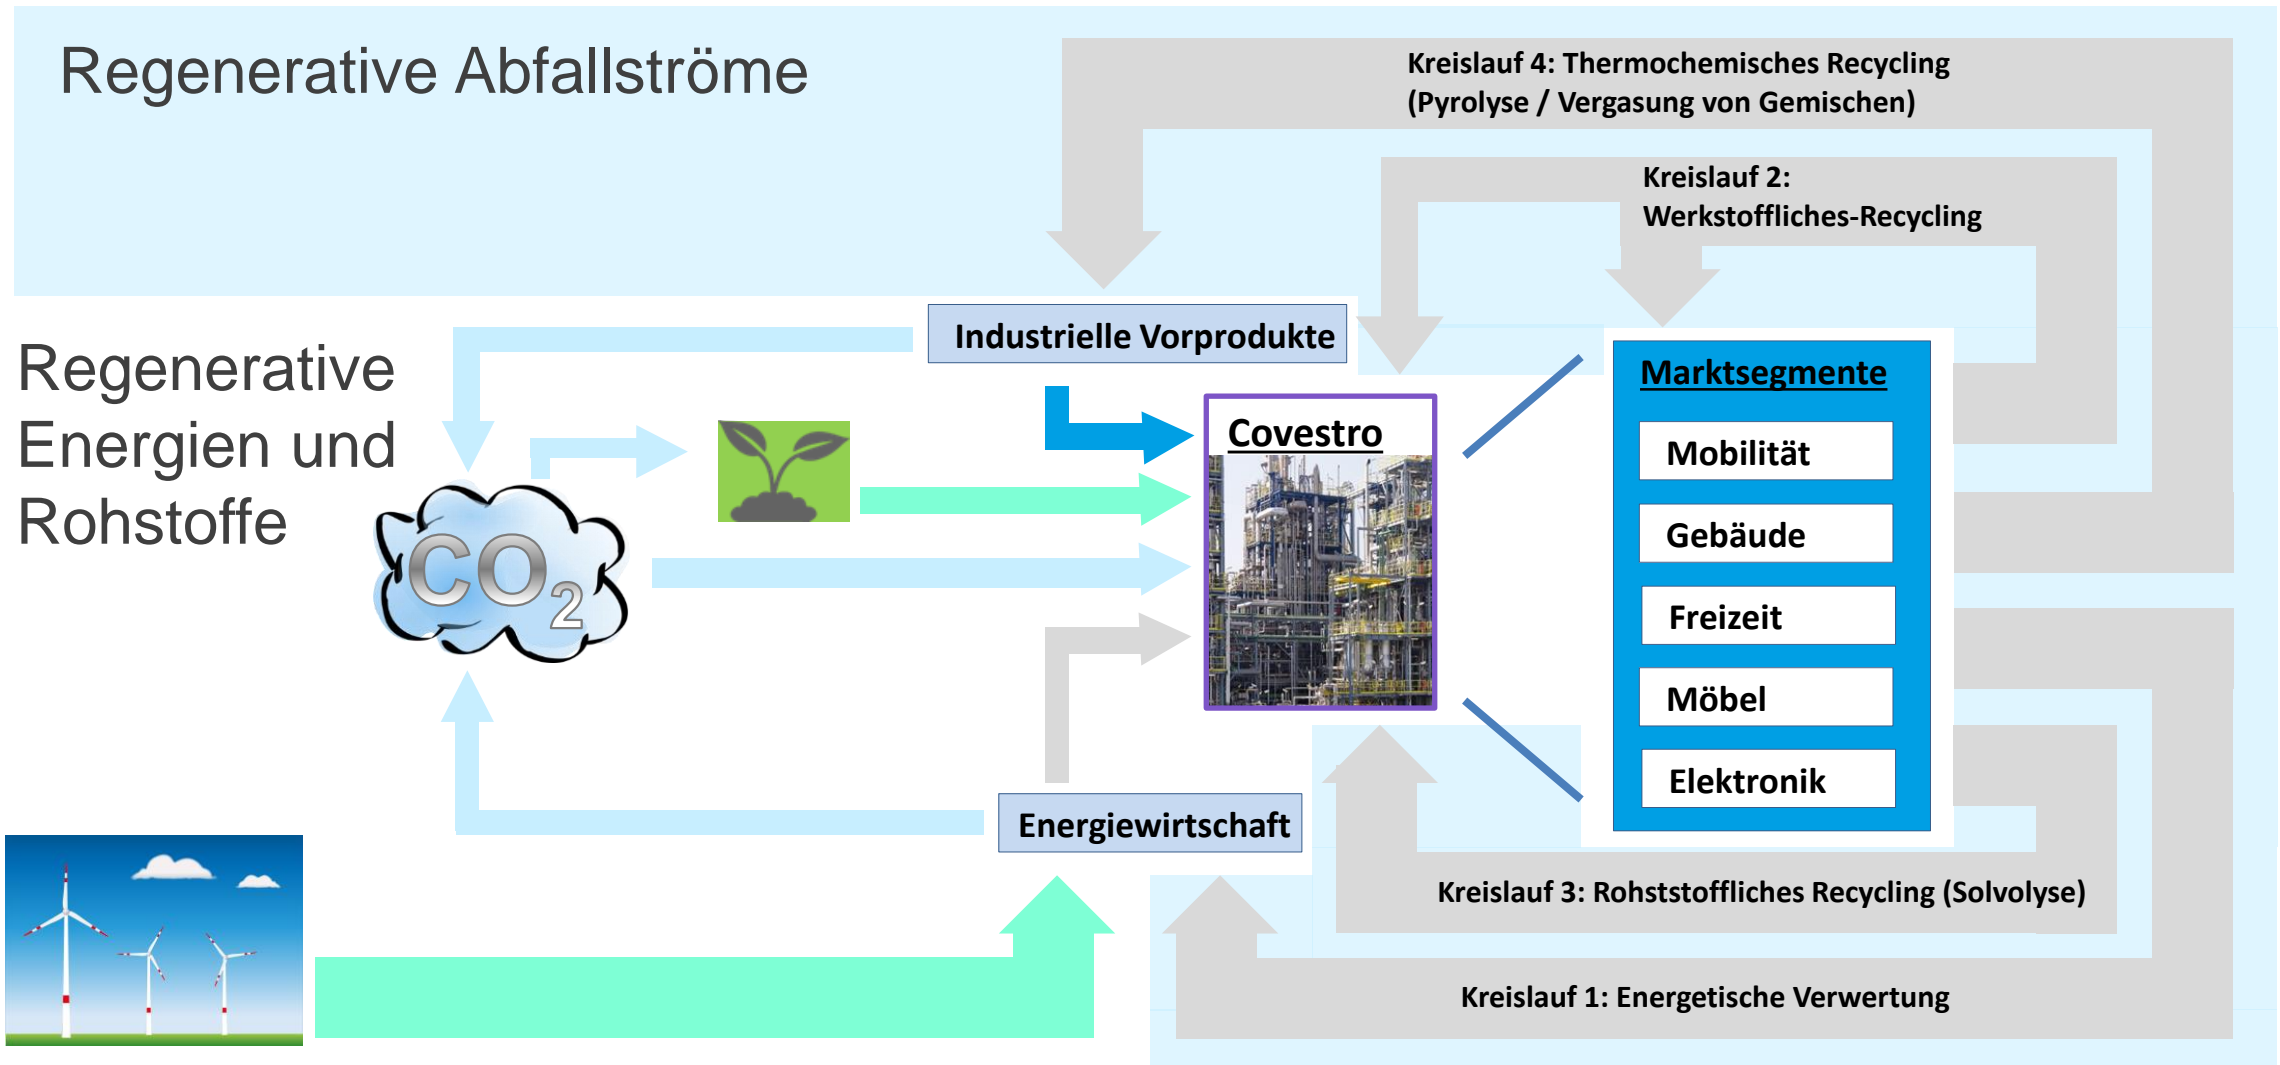 Regenerative Abfallströme
Kreislauf 4: Thermochemisches Recycling
(Pyrolyse / Vergasung von Gemischen)
Kreislauf 2:
Werkstoffliches-Recycling
Industrielle Vorprodukte
Regenerative
Energien und
Rohstoffe
Marktsegmente
Covestro
Mobilität
Gebäude
CO2
Freizeit
Möbel
Elektronik
Energiewirtschaft
Kreislauf 3: Rohststoffliches Recycling (Solvolyse)
Kreislauf 1: Energetische Verwertung